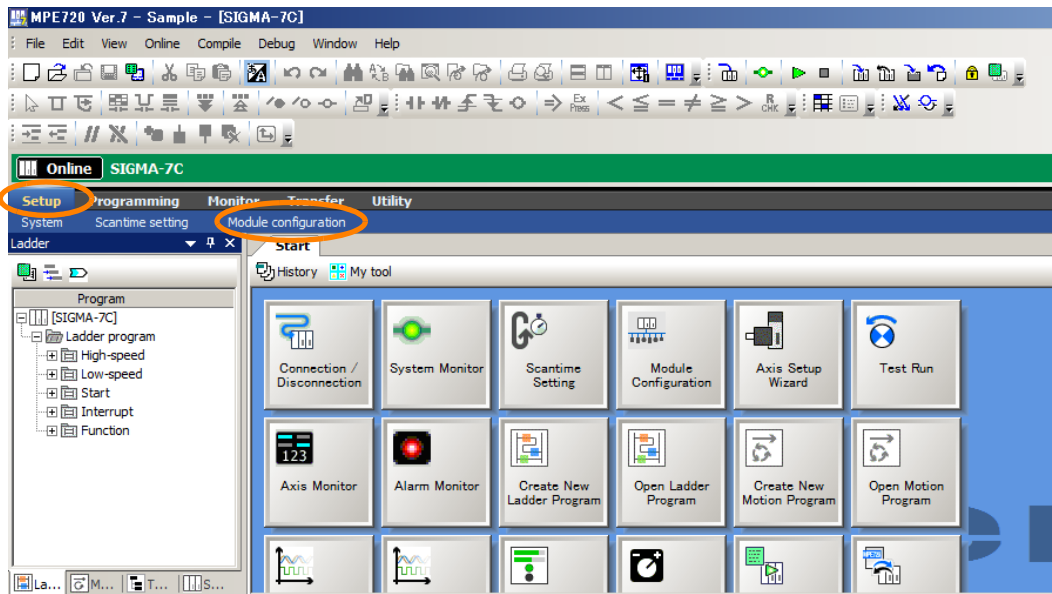 MPE720 Ver.7 - Sample - [SIGMA-7C]
File Edit View Online Compile Debug Window Help
Ex Press R CHK
Online SIGMA-7C
Setup Programming Monitor Transfer Utility
System Scantime setting Module configuration
Ladder
Start
History My tool
Program
[SIGMA-7C]
Ladder program
High-speed
Low-speed
Start
Interrupt
Function
Connection / Disconnection
System Monitor
Scantime Setting
Module Configuration
Axis Setup Wizard
Test Run
123
Axis Monitor
Alarm Monitor
Create New Ladder Program
Open Ladder Program
Create New Motion Program
Open Motion Program
La... M... T... S...